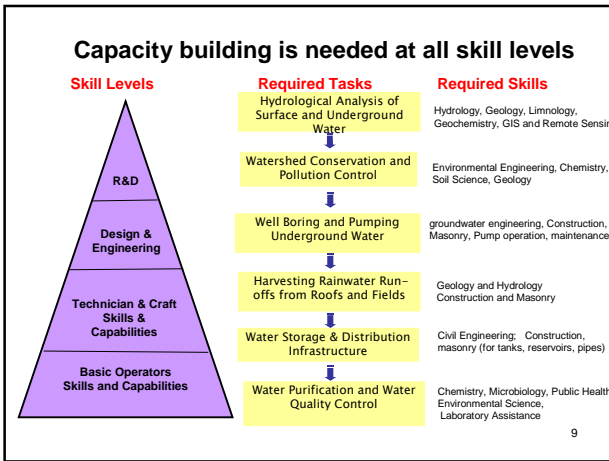 Capacity building is needed at all skill levels
Skill Levels
R&D
Design &
Engineering
Technician & Craft
Skills &
Capabilities
Basic Operators
Skills and Capabilities
Required Tasks
Hydrological Analysis of
Surface and Underground
Water
Watershed Conservation and
Pollution Control
Well Boring and Pumping
Underground Water
Harvesting Rainwater Run-
offs from Roofs and Fields
Water Storage & Distribution
Infrastructure
Water Purification and Water
Quality Control
Required Skills
Hydrology, Geology, Limnology,
Geochemistry, GIS and Remote Sensin
Environmental Engineering, Chemistry,
Soil Science, Geology
groundwater engineering, Construction,
Masonry, Pump operation, maintenance
Geology and Hydrology
Construction and Masonry
Civil Engineering; Construction,
masonry (for tanks, reservoirs, pipes)
Chemistry, Microbiology, Public Health
Environmental Science,
Laboratory Assistance
9